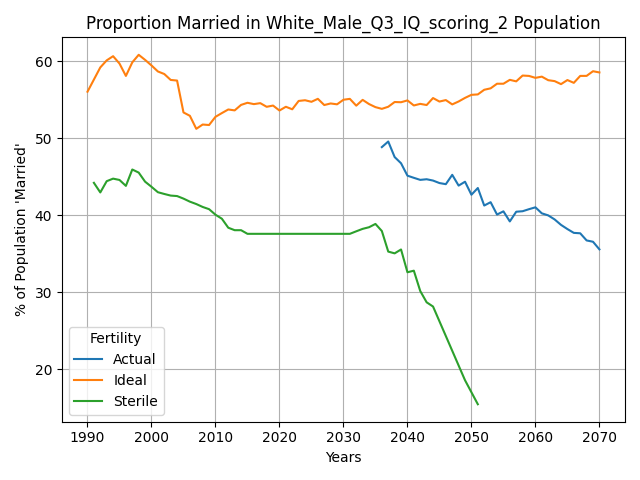 Proportion Married in White_Male_Q3_IQ_scoring_2 Population
% of Population 'Married'
60
50
40
30
20
Fertility
Actual
Ideal
Sterile
1990 2000 2010 2020 2030 2040 2050 2060 2070
Years